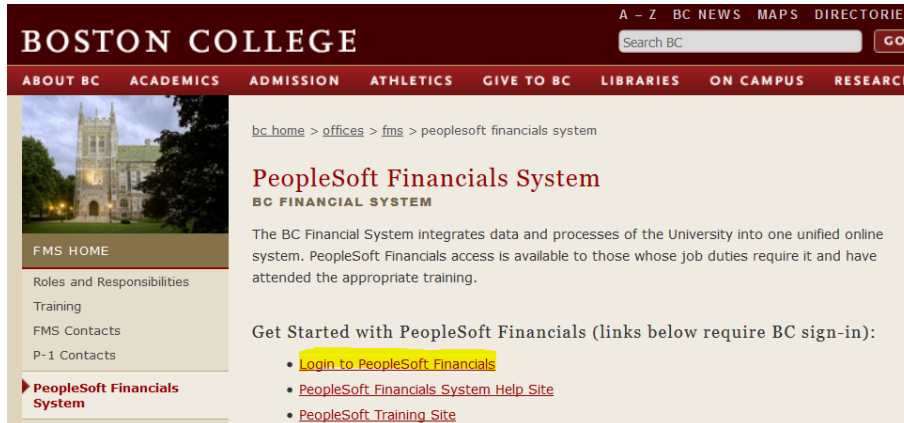 A – Z BC NEWS MAPS DIRECTORIE
BOSTON COLLEGE
Search BC
GO
ABOUT BC ACADEMICS ADMISSION ATHLETICS GIVE TO BC LIBRARIES ON CAMPUS RESEARC
bc home > offices > fms > peoplesoft financials system
PeopleSoft Financials System
BC FINANCIAL SYSTEM
The BC Financial System integrates data and processes of the University into one unified online
system. PeopleSoft Financials access is available to those whose job duties require it and have
attended the appropriate training.
FMS HOME
Roles and Responsibilities
Training
FMS Contacts
P-1 Contacts
PeopleSoft Financials
System
Get Started with PeopleSoft Financials (links below require BC sign-in):
• Login to PeopleSoft Financials
• PeopleSoft Financials System Help Site
• PeopleSoft Training Site